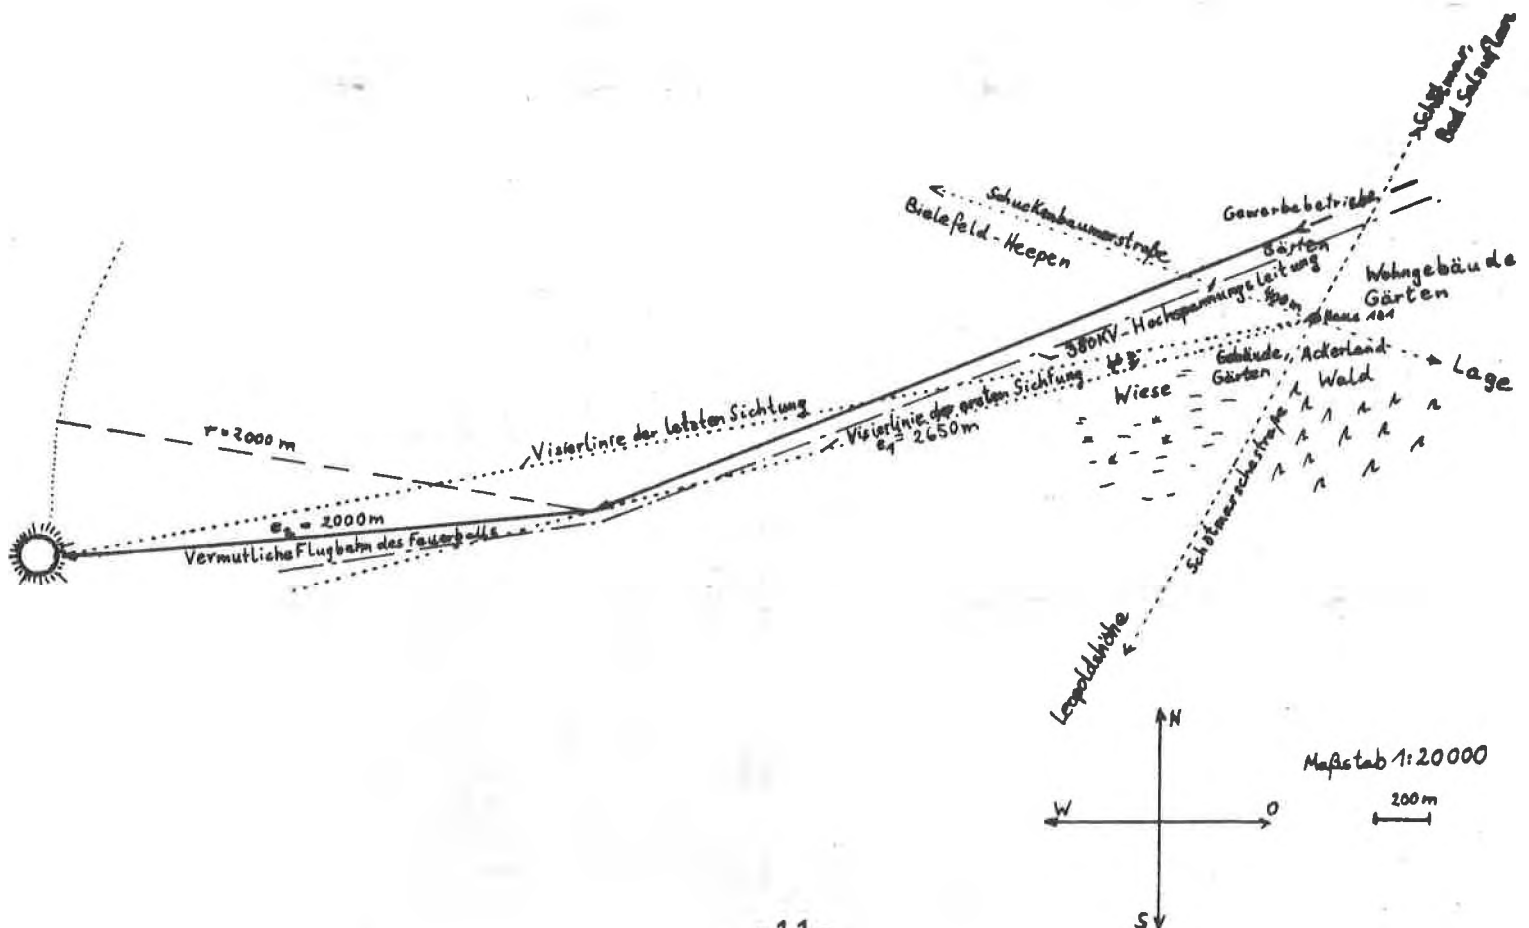 Schötmar,
Bad Salzuflen
Schuckenbaumerstraße
Bielefeld-Heepen
Gewerbebetriebe
Gärten
380KV-Hochspannungsleitung
Wohngebäude
Gärten
Haus 101
Lage
Gebäude,
Gärten
Ackerland
Wald
Wiese
Visierlinie der letzten Sichtung
Visierlinie der ersten Sichtung
e₁ = 2650m
r = 2000 m
e₂ = 2000m
Vermutliche Flugbahn des Feuerballs
Schötmarschestraße
Leopoldshöhe
N
W
O
S
Maßstab 1:20000
200m
11